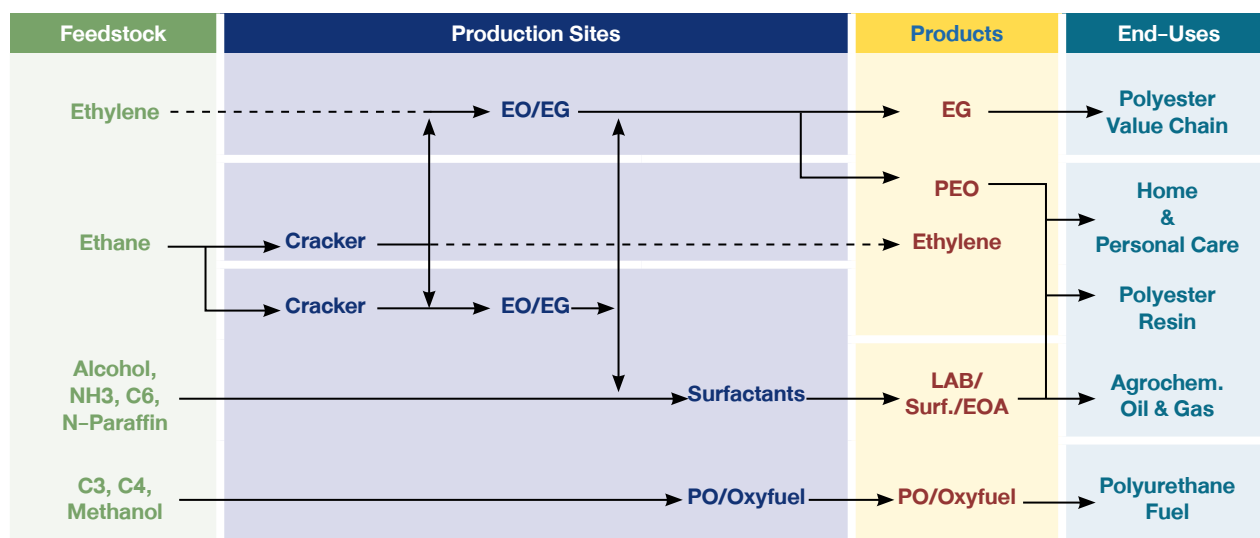 Feedstock
Production Sites
Products
End–Uses
Ethylene
EO/EG
EG
Polyester
Value Chain
PEO
Home
&
Personal Care
Ethane
Cracker
Ethylene
Cracker
EO/EG
Polyester
Resin
Alcohol,
NH3, C6,
N–Paraffin
Surfactants
LAB/
Surf./EOA
Agrochem.
Oil & Gas
C3, C4,
Methanol
PO/Oxyfuel
PO/Oxyfuel
Polyurethane
Fuel